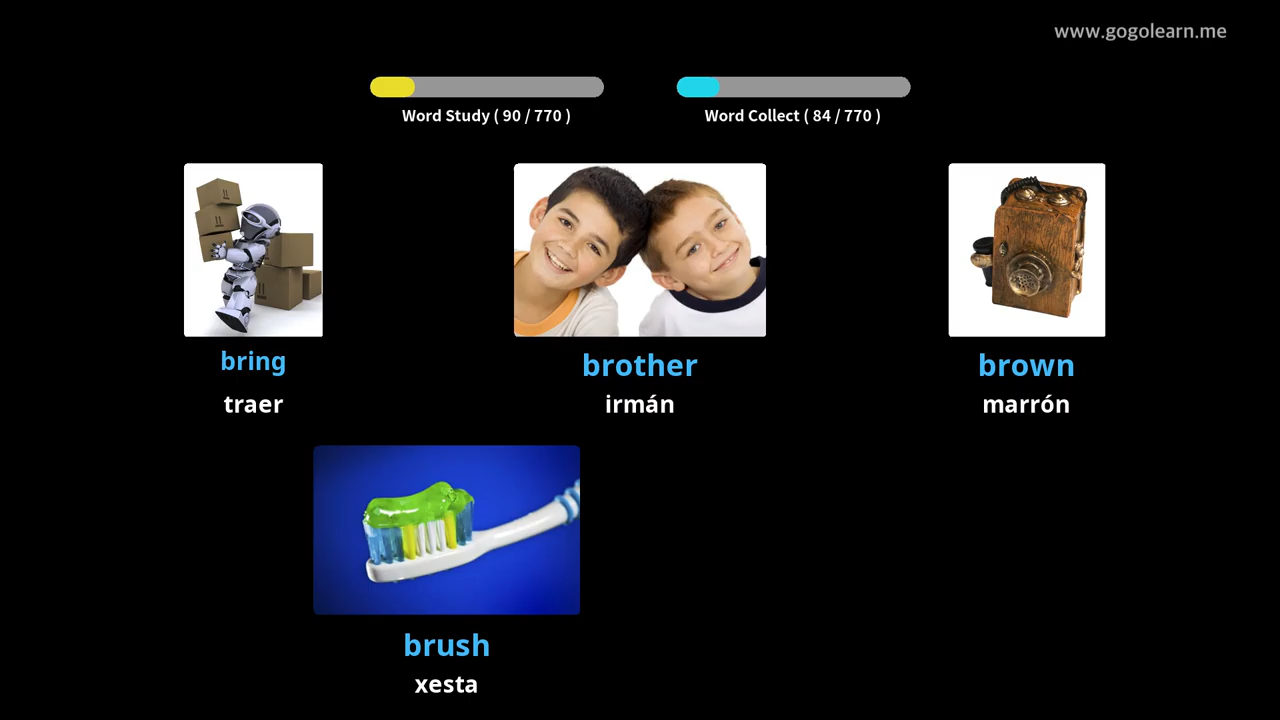 www.gogolearn.me
Word Study ( 90 / 770 )
Word Collect ( 84 / 770 )
bring
traer
brother
irmán
brown
marrón
brush
xesta